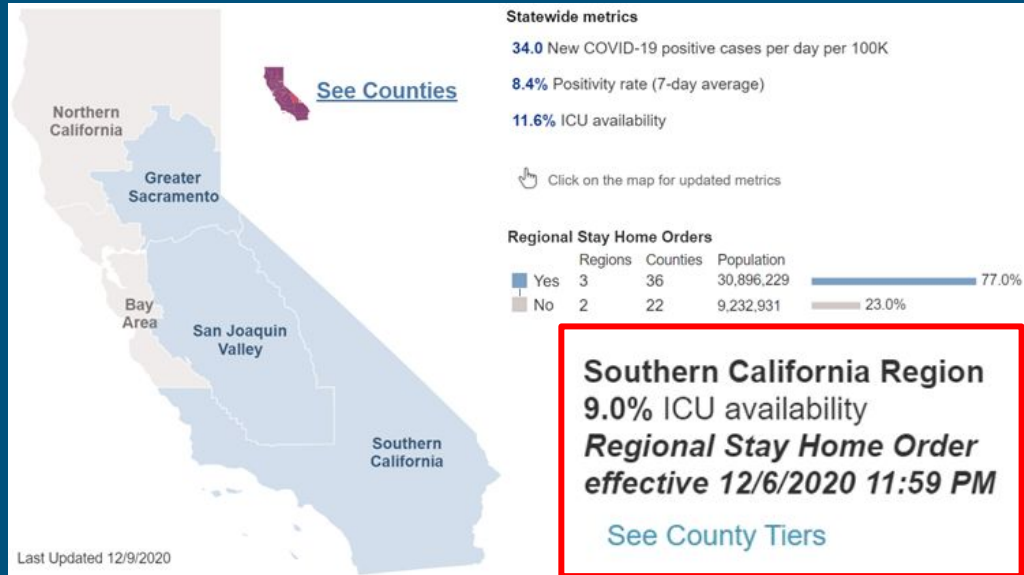 Northern
California
Greater
Sacramento
Bay
Area
San Joaquin
Valley
Southern
California
Last Updated 12/9/2020
See Counties
Statewide metrics
34.0 New COVID-19 positive cases per day per 100K
8.4% Positivity rate (7-day average)
11.6% ICU availability
Click on the map for updated metrics
Regional Stay Home Orders
Regions Counties Population
Yes 3 36 30,896,229 77.0%
No 2 22 9,232,931 23.0%
Southern California Region
9.0% ICU availability
Regional Stay Home Order
effective 12/6/2020 11:59 PM
See County Tiers